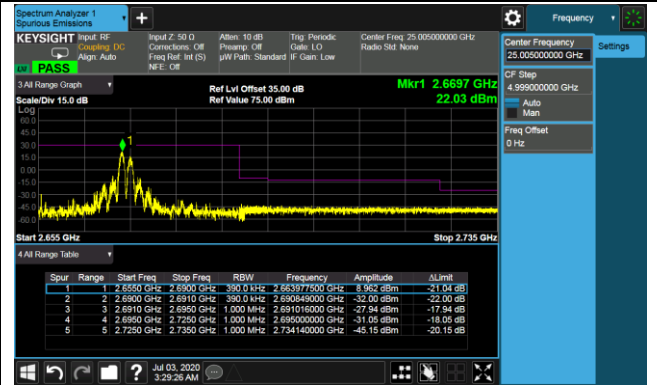 Spectrum Analyzer 1
Spurious Emissions
+
Frequency
KEYSIGHT
Input: RF
Coupling: DC
Align: Auto
Input Z: 50 Ω
Corrections: Off
Freq Ref: Int (S)
NFE: Off
Atten: 10 dB
Preamp: Off
µW Path: Standard
Trig: Periodic
Gate: LO
IF Gain: Low
Center Freq: 25.005000000 GHz
Radio Std: None
PASS
3 All Range Graph
Ref Lvl Offset 35.00 dB
Mkr1 2.6697 GHz
Scale/Div 15.0 dB
Ref Value 75.00 dBm
22.03 dBm
Log
60.0
45.0
30.0
15.0
0.00
-15.0
-30.0
-45.0
-60.0
1
Start 2.655 GHz
Stop 2.735 GHz
4 All Range Table
Spur Range Start Freq Stop Freq RBW Frequency Amplitude ΔLimit
1 1 2.6550 GHz 2.6900 GHz 390.0 kHz 2.663977500 GHz 8.962 dBm -21.04 dB
2 2 2.6900 GHz 2.6910 GHz 390.0 kHz 2.690849000 GHz -32.00 dBm -22.00 dB
3 3 2.6910 GHz 2.6950 GHz 1.000 MHz 2.691016000 GHz -27.94 dBm -17.94 dB
4 4 2.6950 GHz 2.7250 GHz 1.000 MHz 2.695000000 GHz -31.05 dBm -18.05 dB
5 5 2.7250 GHz 2.7350 GHz 1.000 MHz 2.734140000 GHz -45.15 dBm -20.15 dB
Jul 03, 2020
3:29:26 AM
Center Frequency
25.005000000 GHz
Settings
CF Step
4.999000000 GHz
Auto
Man
Freq Offset
0 Hz